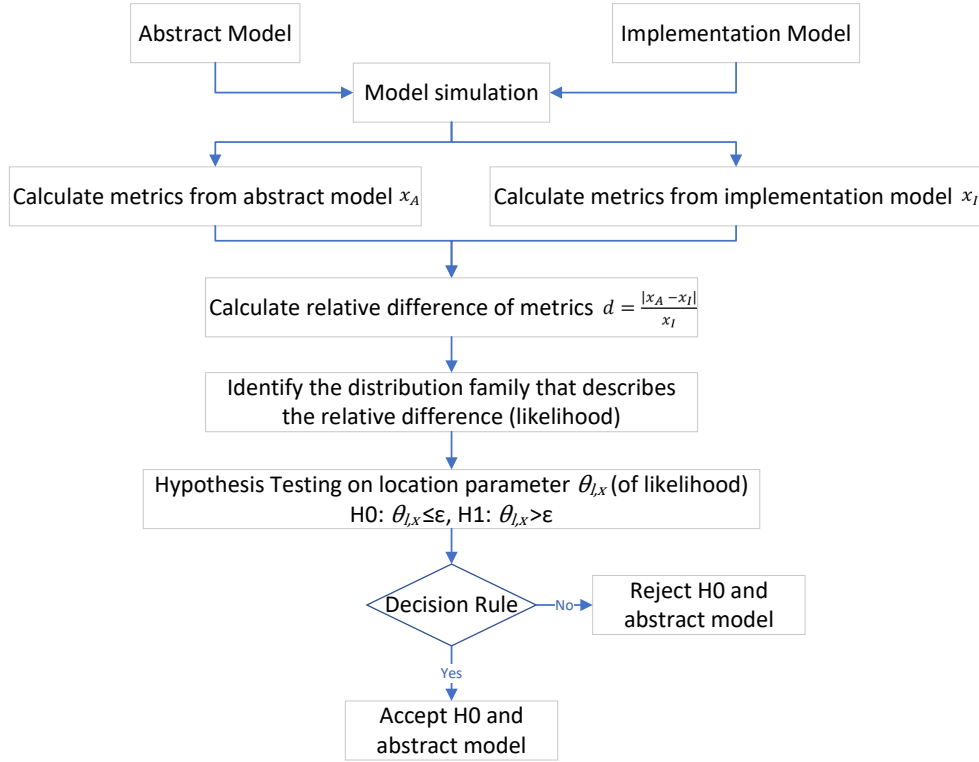 Abstract Model
Implementation Model
Model simulation
Calculate metrics from abstract model x_A
Calculate metrics from implementation model x_I
Calculate relative difference of metrics d = |x_A − x_I| / x_I
Identify the distribution family that describes
the relative difference (likelihood)
Hypothesis Testing on location parameter θ_{l,x} (of likelihood)
H0: θ_{l,x}≤ε, H1: θ_{l,x}>ε
Decision Rule
No
Reject H0 and
abstract model
Yes
Accept H0 and
abstract model